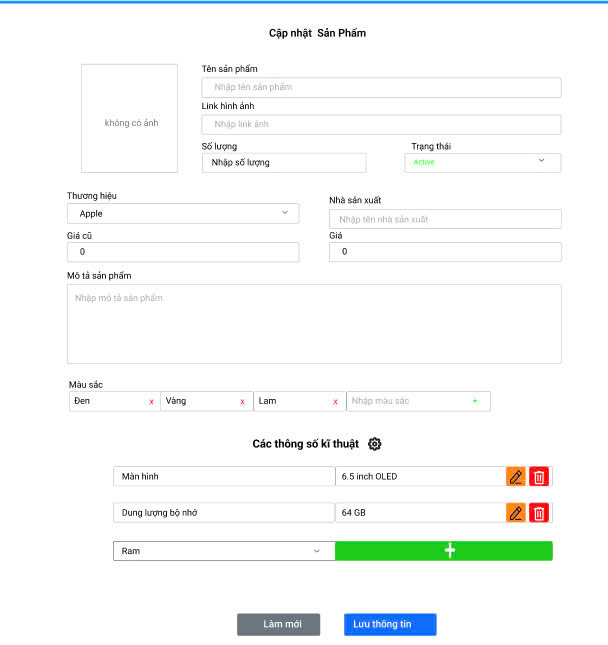 Cập nhật Sản Phẩm
Tên sản phẩm
không có ảnh
Nhập tên sản phẩm
Link hình ảnh
Nhập link ảnh
Số lượng
Trạng thái
Nhập số lượng
Active
Thương hiệu
Nhà sản xuất
Apple
Nhập tên nhà sản xuất
Giá cũ
Giá
0
0
Mô tả sản phẩm
Nhập mô tả sản phẩm
Màu sắc
Đen x Vàng x Lam x Nhập màu sắc +
Các thông số kĩ thuật
Màn hình 6.5 inch OLED
Dung lượng bộ nhớ 64 GB
Ram +
Làm mới Lưu thông tin